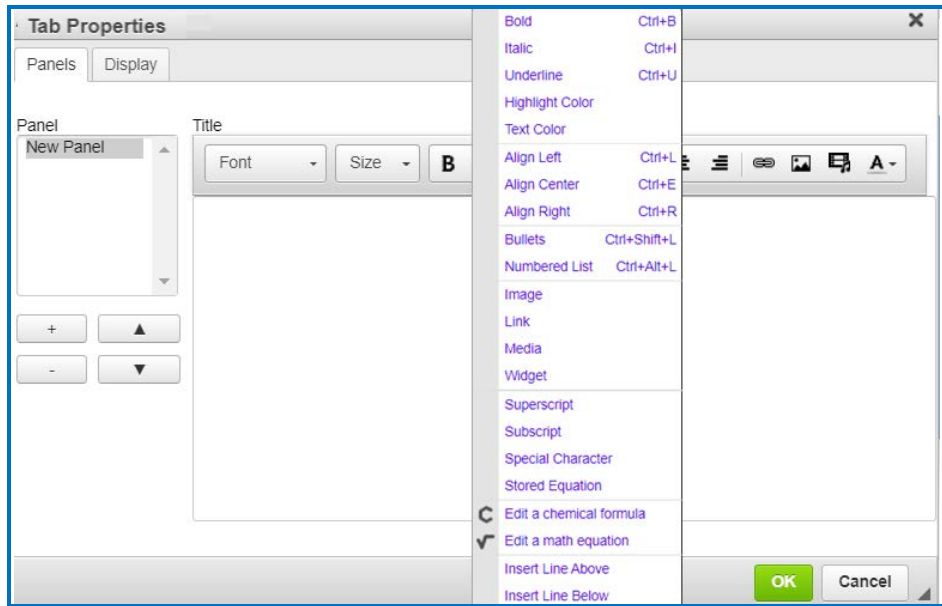 Tab Properties
Panels Display
Panel Title
New Panel
Font Size B A
Bold Ctrl+B
Italic Ctrl+I
Underline Ctrl+U
Highlight Color
Text Color
Align Left Ctrl+L
Align Center Ctrl+E
Align Right Ctrl+R
Bullets Ctrl+Shift+L
Numbered List Ctrl+Alt+L
Image
Link
Media
Widget
Superscript
Subscript
Special Character
Stored Equation
C Edit a chemical formula
√ Edit a math equation
Insert Line Above
Insert Line Below
+
-
OK Cancel